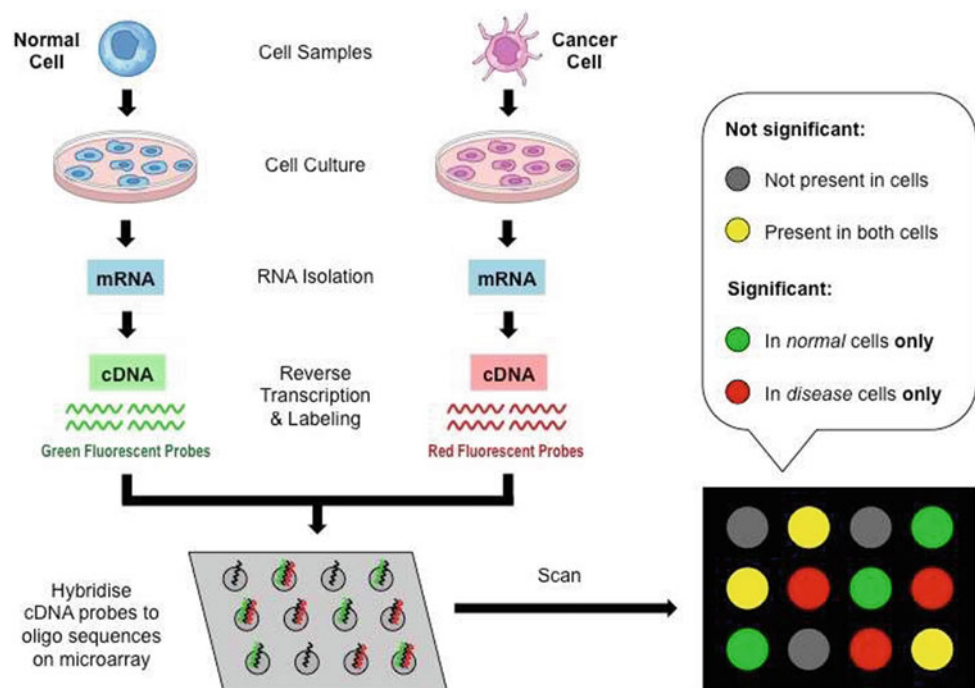 Normal
Cell
Cell Samples
Cancer
Cell
Cell Culture
mRNA
RNA Isolation
mRNA
cDNA
Reverse
Transcription
& Labeling
cDNA
Green Fluorescent Probes
Red Fluorescent Probes
Hybridise
cDNA probes to
oligo sequences
on microarray
Scan
Not significant:
Not present in cells
Present in both cells
Significant:
In normal cells only
In disease cells only